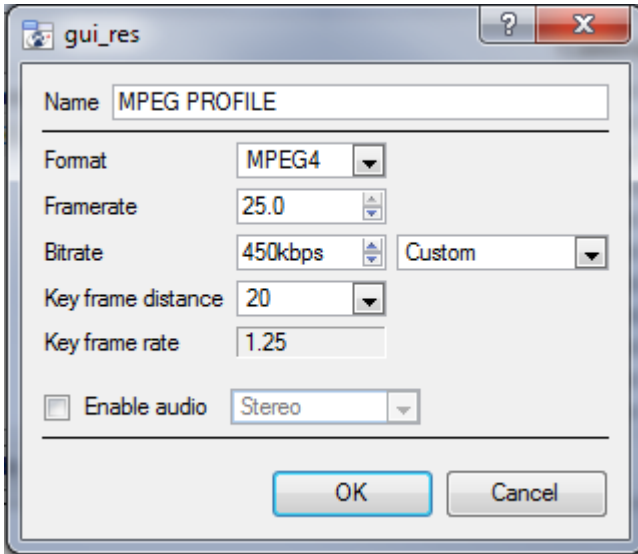 gui_res
Name MPEG PROFILE
Format MPEG4
Framerate 25.0
Bitrate 450kbps Custom
Key frame distance 20
Key frame rate 1.25
Enable audio Stereo
OK Cancel